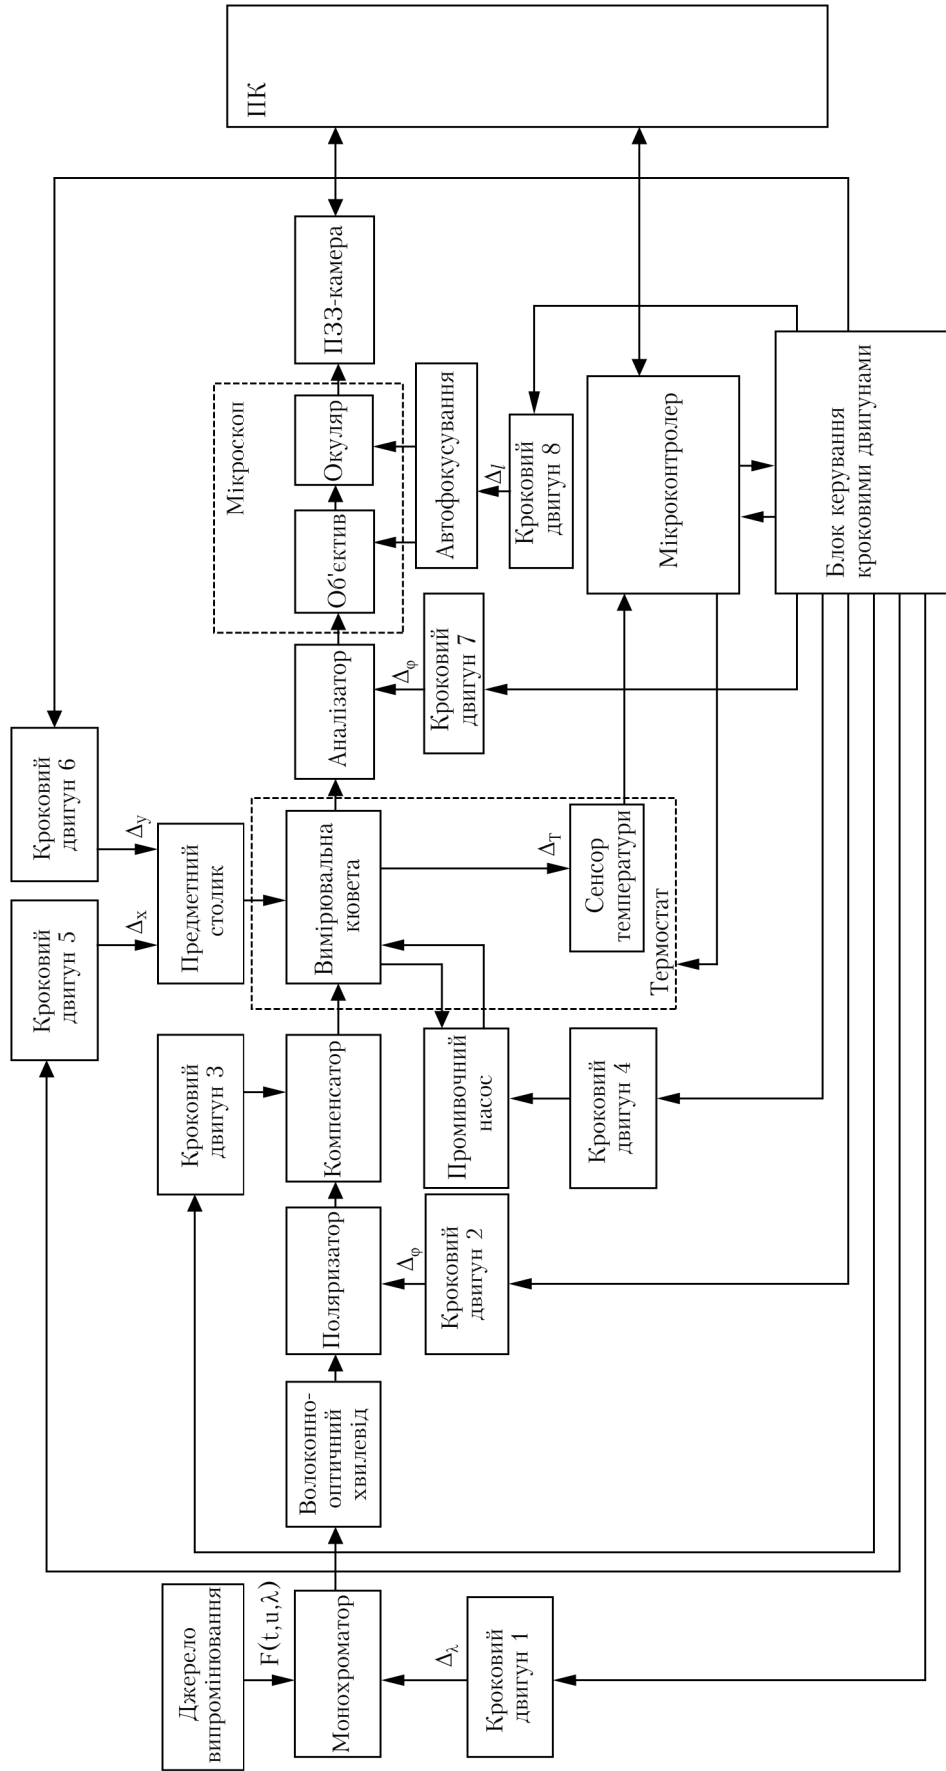 Кроковий
двигун 5
Кроковий
двигун 6
Δx
Δy
Джерело
випромінювання
Кроковий
двигун 3
Предметний
столик
F(t,u,λ)
Мікроскоп
ПК
Монохроматор
Волоконно-
оптичний
хвилевід
Поляризатор
Компенсатор
Вимірювальна
кювета
Аналізатор
Об'єктив
Окуляр
ПЗЗ-камера
Δλ
Δφ
Δφ
Автофокусування
Кроковий
двигун 1
Кроковий
двигун 2
Промивочний
насос
Кроковий
двигун 7
Δl
ΔT
Кроковий
двигун 8
Кроковий
двигун 4
Сенсор
температури
Термостат
Мікроконтролер
Блок керування
кроковими двигунами